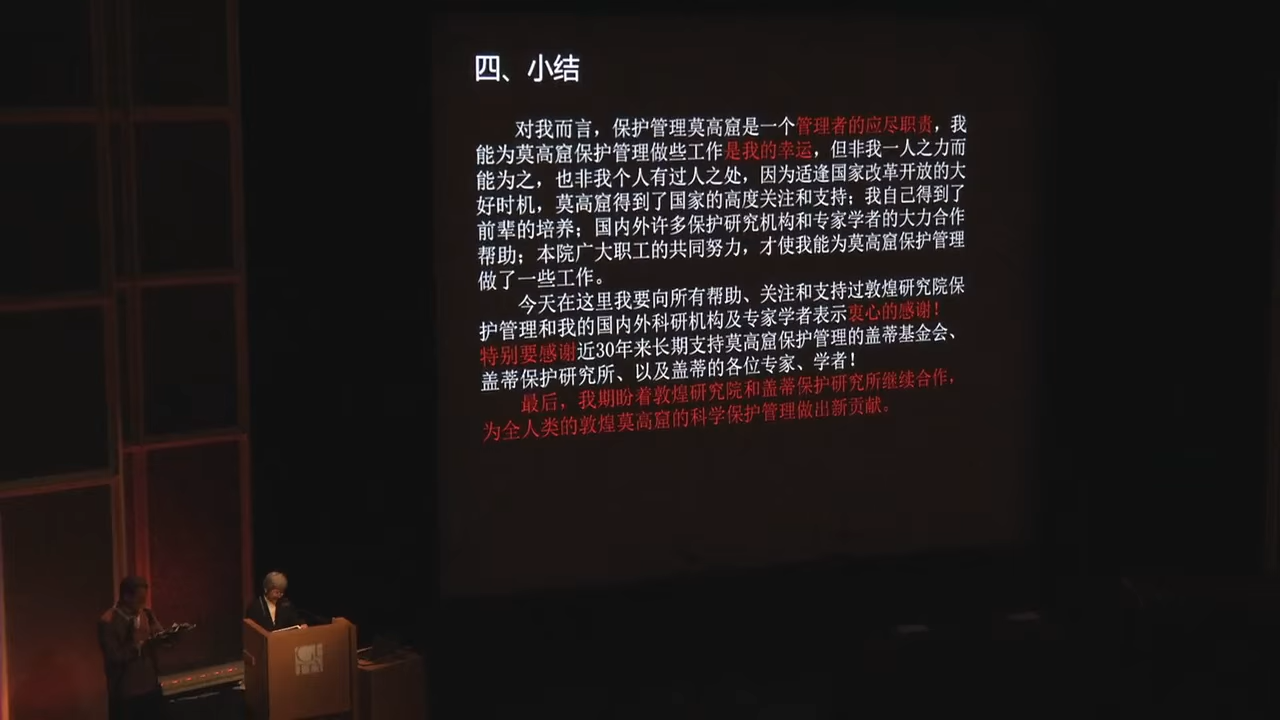 四、小结
对我而言，保护管理莫高窟是一个管理者的应尽职责，我
能为莫高窟保护管理做些工作是我的幸运，但非我一人之力而
能为之，也非我个人有过人之处，因为适逢国家改革开放的大
好时机，莫高窟得到了国家的高度关注和支持；我自己得到了
前辈的培养；国内外许多保护研究机构和专家学者的大力合作
帮助；本院广大职工的共同努力，才使我能为莫高窟保护管理
做了一些工作。
今天在这里我要向所有帮助、关注和支持过敦煌研究院保
护管理和我的国内外科研机构及专家学者表示衷心的感谢！
特别要感谢近30年来长期支持莫高窟保护管理的盖蒂基金会、
盖蒂保护研究所、以及盖蒂的各位专家、学者！
最后，我期盼着敦煌研究院和盖蒂保护研究所继续合作，
为全人类的敦煌莫高窟的科学保护管理做出新贡献。